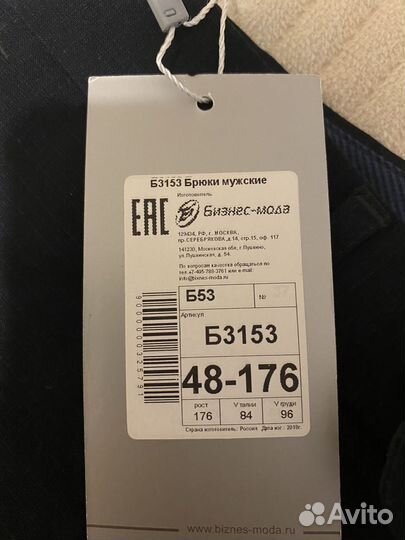 Б3153 Брюки мужские
Изготовитель:
EAC Бизнес-мода
129434, РФ, г. МОСКВА,
пр. СЕРЕБРЯКОВА, д.14, стр.15, оф. 117
141230, Московская обл, г.Пушкино,
ул.Пушкинская, д. 54.
По вопросам качества обращаться по
тел.+7-495-788-3761 или e-mail:
info@biznes-moda.ru
Б53 №
Артикул
Б3153
48-176
рост V талии V груди
176 84 96
Страна изготовитель: Россия Дата изг.: 2018г.
9000000325791
www.biznes-moda.ru
Avito